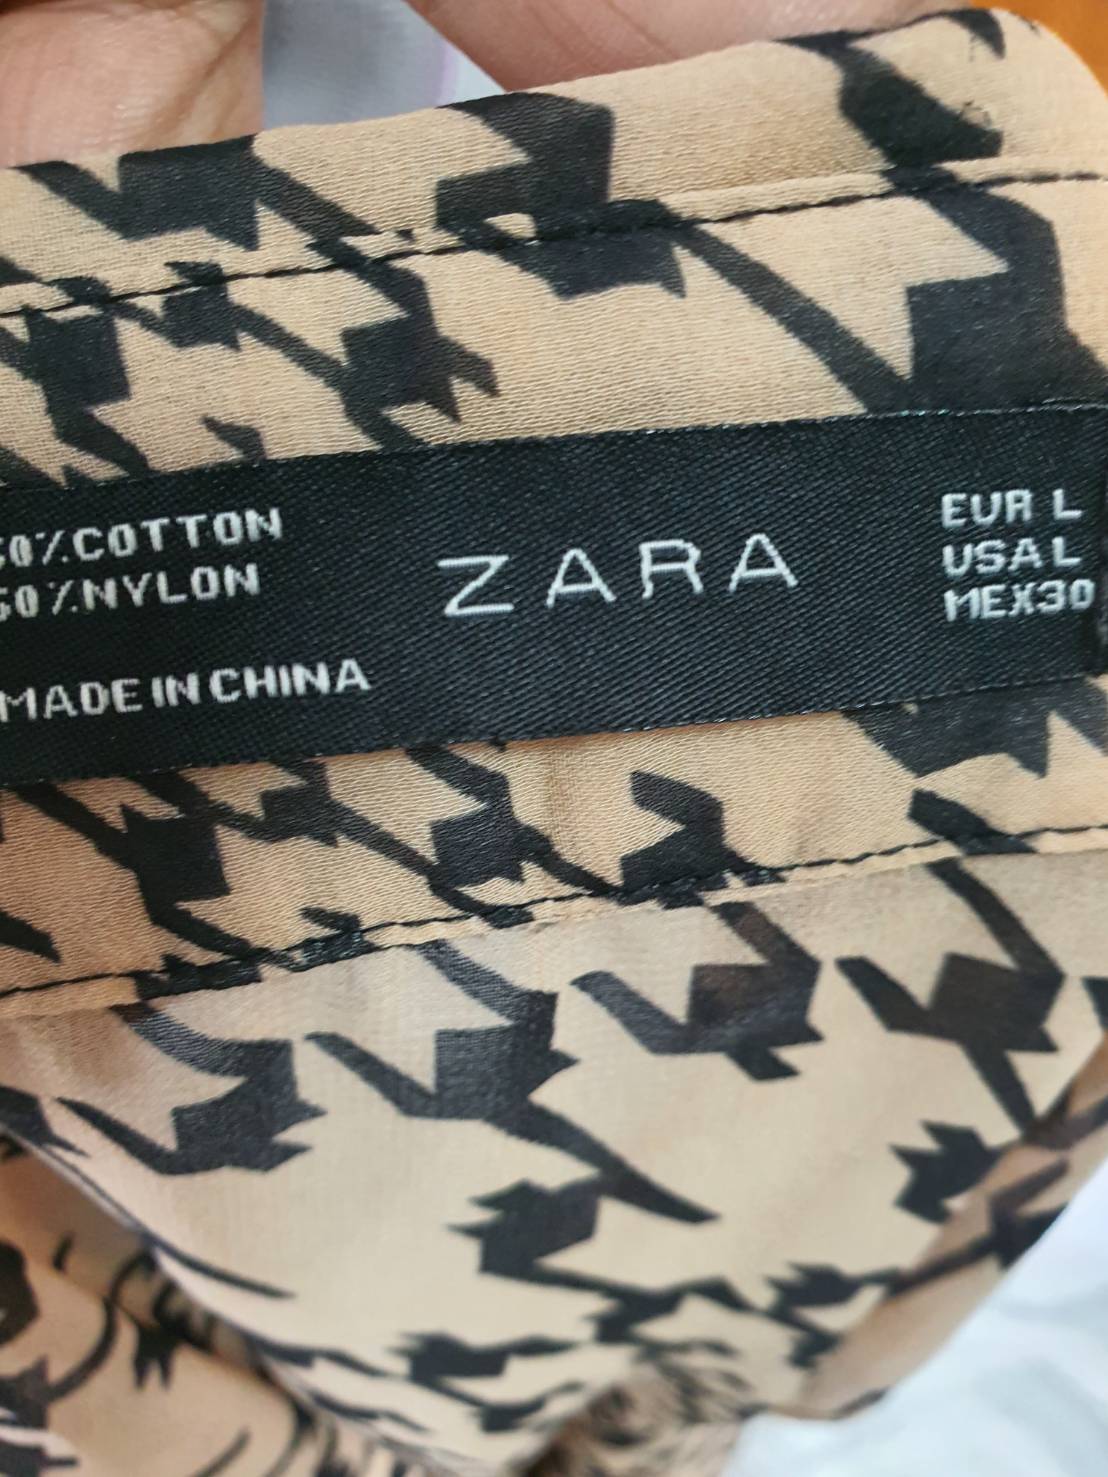 50%COTTON
50%NYLON
MADE IN CHINA
ZARA
EUR L
USA L
MEX30